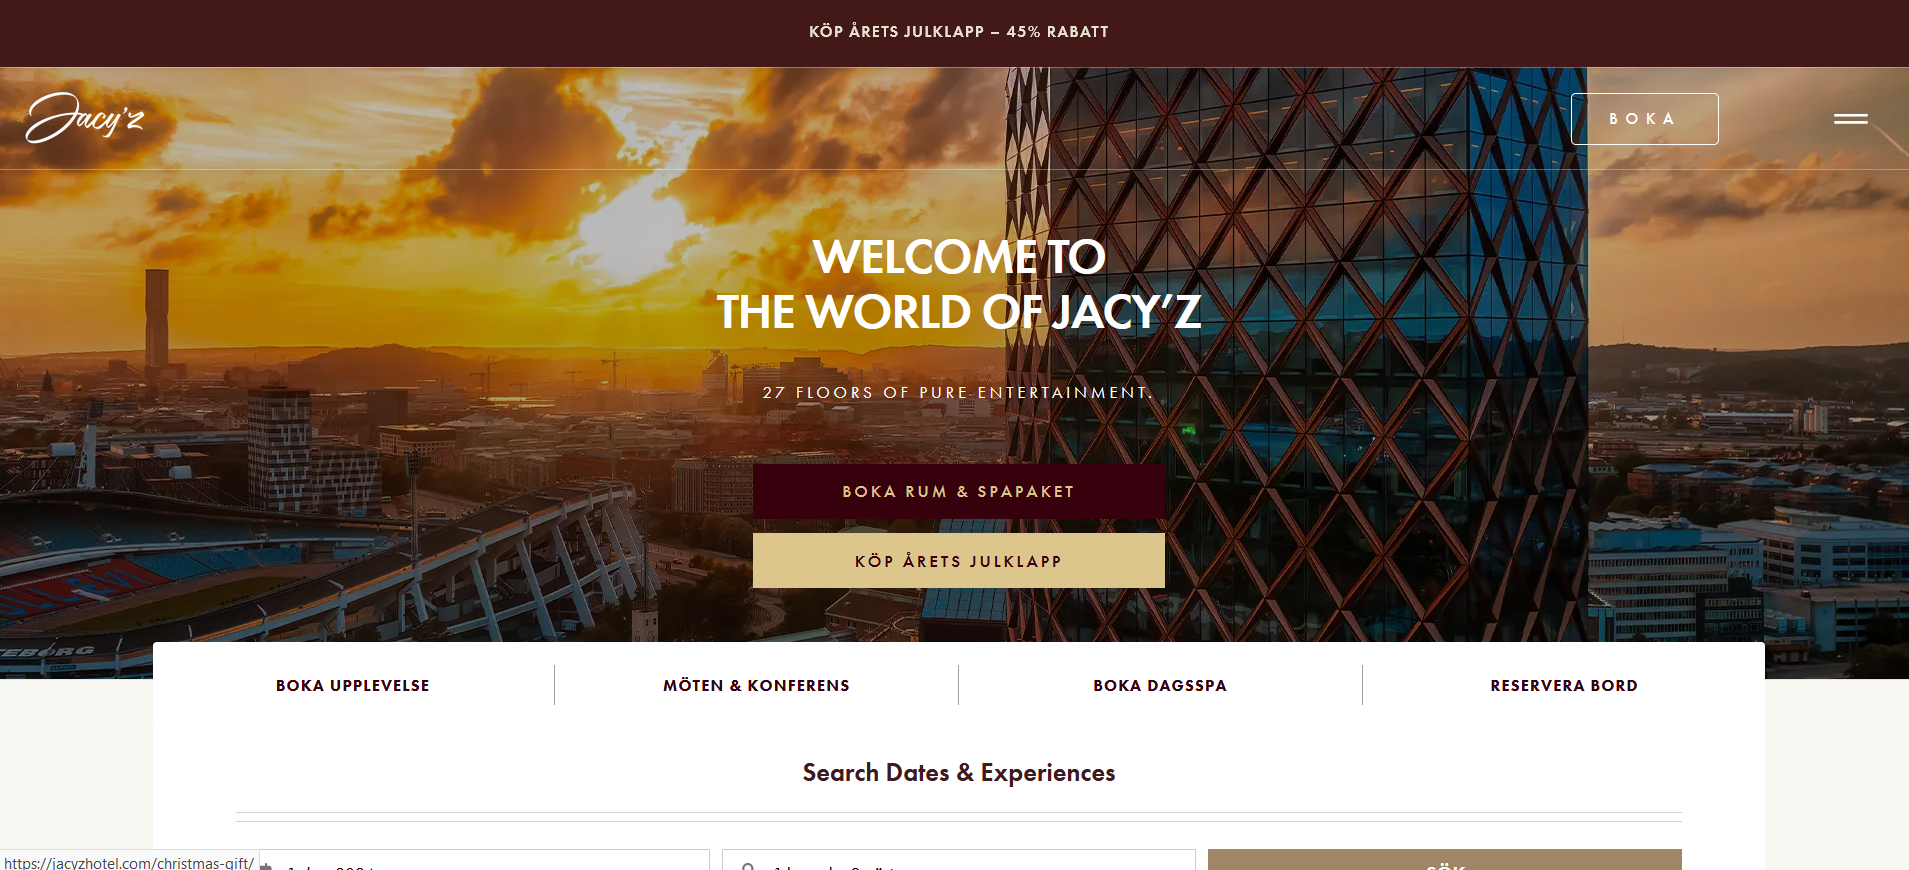 KÖP ÅRETS JULKLAPP – 45% RABATT
Jacy'z
BOKA
WELCOME TO
THE WORLD OF JACY’Z
27 FLOORS OF PURE ENTERTAINMENT.
BOKA RUM & SPAPAKET
KÖP ÅRETS JULKLAPP
BOKA UPPLEVELSE
MÖTEN & KONFERENS
BOKA DAGSSPA
RESERVERA BORD
Search Dates & Experiences
SÖK
https://jacyzhotel.com/christmas-gift/